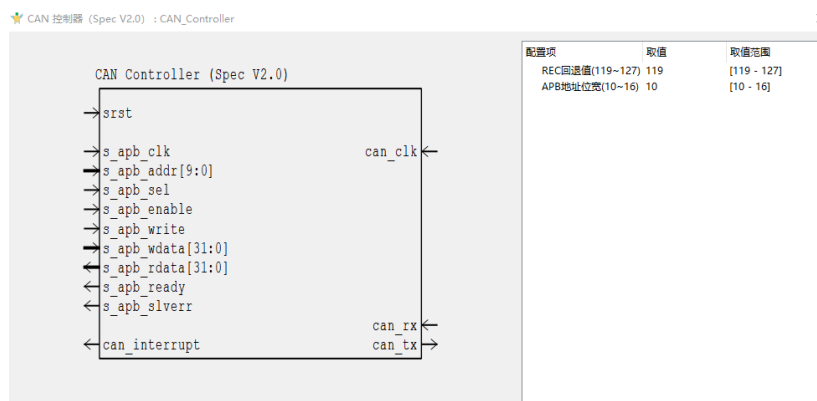 CAN 控制器 (Spec V2.0) : CAN_Controller
CAN Controller (Spec V2.0)
srst
s_apb_clk
can_clk
s_apb_addr[9:0]
s_apb_sel
s_apb_enable
s_apb_write
s_apb_wdata[31:0]
s_apb_rdata[31:0]
s_apb_ready
s_apb_slverr
can_rx
can_interrupt
can_tx
配置项 取值 取值范围
REC回退值(119~127) 119 [119 - 127]
APB地址位宽(10~16) 10 [10 - 16]